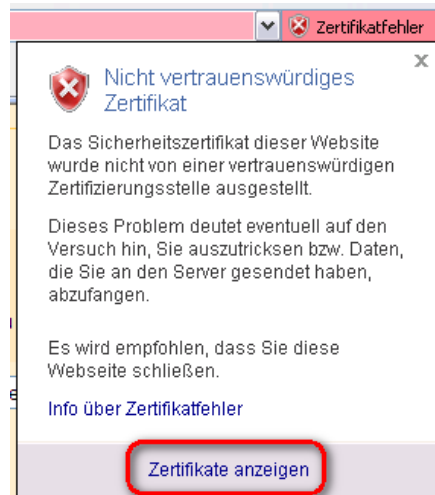 Zertifikatfehler
Nicht vertrauenswürdiges
Zertifikat
Das Sicherheitszertifikat dieser Website
wurde nicht von einer vertrauenswürdigen
Zertifizierungsstelle ausgestellt.
Dieses Problem deutet eventuell auf den
Versuch hin, Sie auszutricksen bzw. Daten,
die Sie an den Server gesendet haben,
abzufangen.
Es wird empfohlen, dass Sie diese
Webseite schließen.
Info über Zertifikatfehler
Zertifikate anzeigen